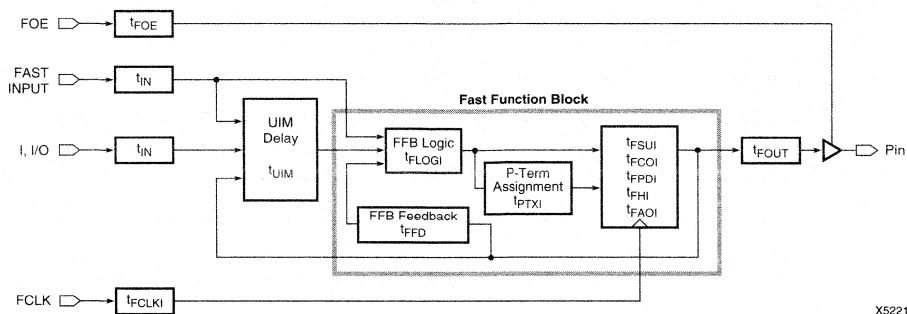 FOE
tFOE
FAST
INPUT
tIN
Fast Function Block
UIM
Delay
tUIM
I, I/O
tIN
FFB Logic
tFLOGI
P-Term
Assignment
tPTXI
FFB Feedback
tFFD
tFSUI
tFCOI
tFPDI
tFHI
tFAOI
tFOUT
Pin
FCLK
tFCLKI
X5221